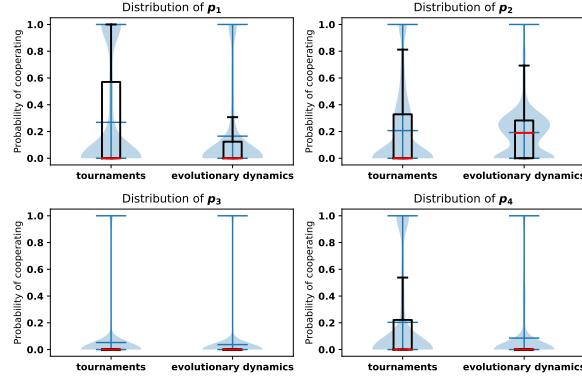 Distribution of p1
Probability of cooperating
1.0
0.8
0.6
0.4
0.2
0.0
tournaments evolutionary dynamics
Distribution of p2
Probability of cooperating
1.0
0.8
0.6
0.4
0.2
0.0
tournaments evolutionary dynamics
Distribution of p3
Probability of cooperating
1.0
0.8
0.6
0.4
0.2
0.0
tournaments evolutionary dynamics
Distribution of p4
Probability of cooperating
1.0
0.8
0.6
0.4
0.2
0.0
tournaments evolutionary dynamics